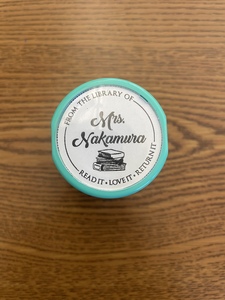 FROM THE LIBRARY OF
Mrs.
Nakamura
READ IT • LOVE IT • RETURN IT